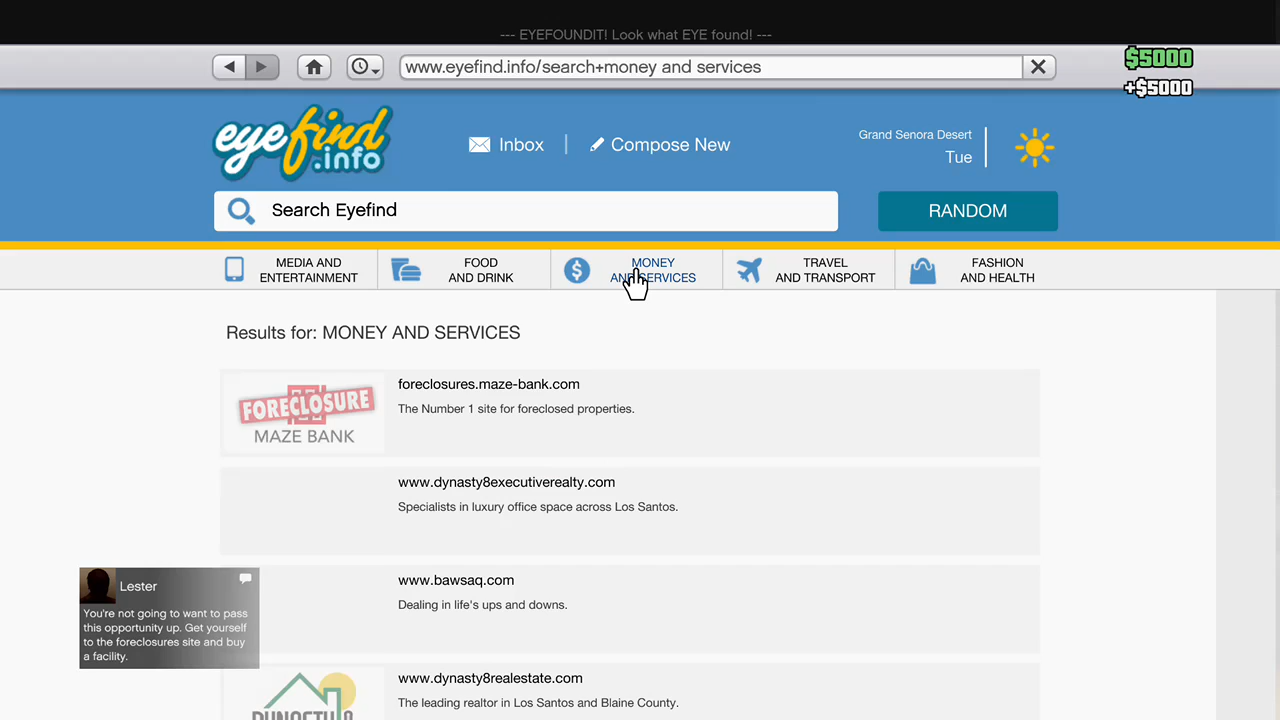 --- EYEFOUNDIT! Look what EYE found! ---
www.eyefind.info/search+money and services
$5000
+$5000
eyefind
.info
Inbox
Compose New
Grand Senora Desert
Tue
Search Eyefind
RANDOM
MEDIA AND
ENTERTAINMENT
FOOD
AND DRINK
MONEY
AND SERVICES
TRAVEL
AND TRANSPORT
FASHION
AND HEALTH
Results for: MONEY AND SERVICES
FORECLOSURE
MAZE BANK
foreclosures.maze-bank.com
The Number 1 site for foreclosed properties.
www.dynasty8executiverealty.com
Specialists in luxury office space across Los Santos.
www.bawsaq.com
Dealing in life's ups and downs.
Lester
You're not going to want to pass
this opportunity up. Get yourself
to the foreclosures site and buy
a facility.
DYNASTY 8
www.dynasty8realestate.com
The leading realtor in Los Santos and Blaine County.